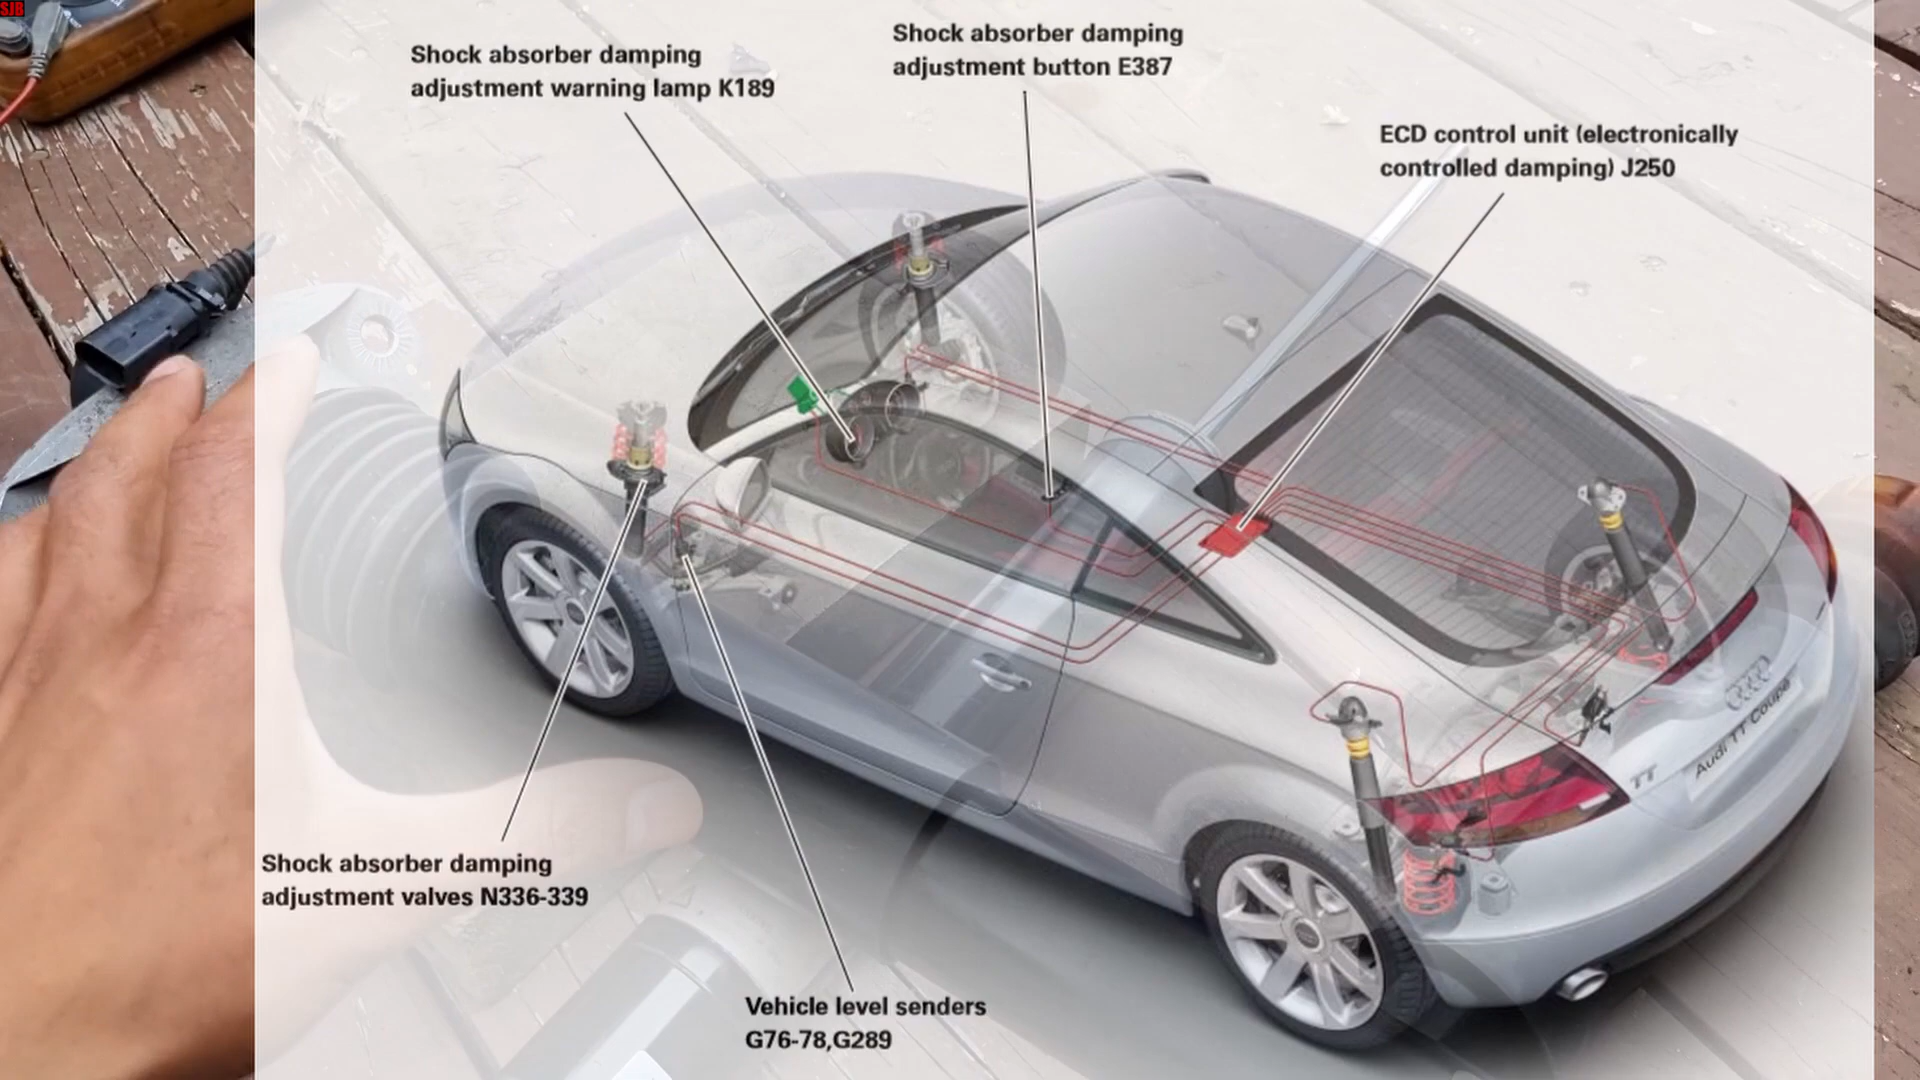 SJB
Shock absorber damping
adjustment warning lamp K189
Shock absorber damping
adjustment button E387
ECD control unit (electronically
controlled damping) J250
Shock absorber damping
adjustment valves N336-339
Vehicle level senders
G76-78,G289
TT
Audi TT Coupé